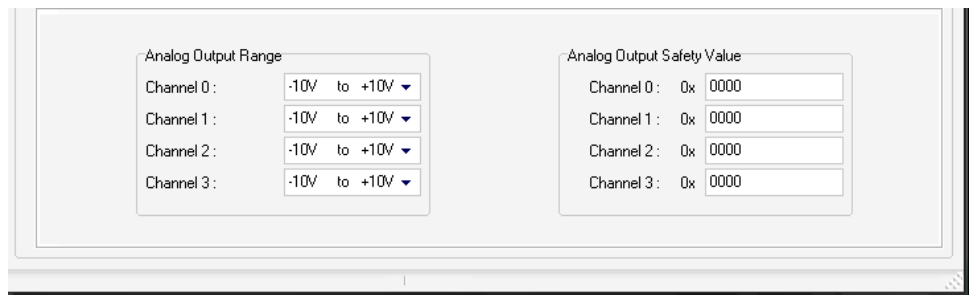 Analog Output Range
Channel 0 : -10V to +10V
Channel 1 : -10V to +10V
Channel 2 : -10V to +10V
Channel 3 : -10V to +10V
Analog Output Safety Value
Channel 0 : 0x 0000
Channel 1 : 0x 0000
Channel 2 : 0x 0000
Channel 3 : 0x 0000